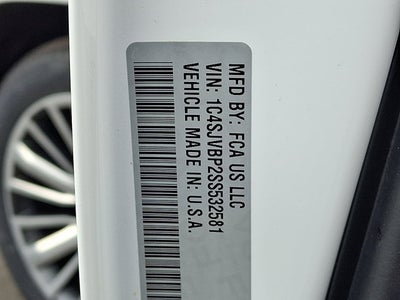 MFD BY: FCA US LLC
VIN: 1C4SJVBP2SS532581
VEHICLE MADE IN: U.S.A.